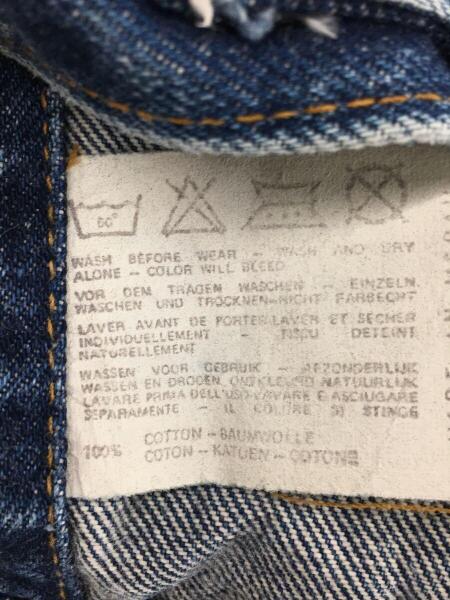 60°
WASH BEFORE WEAR - WASH AND DRY
ALONE - COLOR WILL BLEED
VOR DEM TRAGEN WASCHEN - EINZELN
WASCHEN UND TROCKNEN-NICHT FARBECHT
LAVER AVANT DE PORTER-LAVER ET SECHER
INDIVIDUELLEMENT - TISSU DETEINT
NATURELLEMENT
WASSEN VOOR GEBRUIK - AFZONDERLIJK
WASSEN EN DROGEN NATUURLIJK
LAVARE PRIMA DELL'USO-LAVARE E ASCIUGARE
SEPARAMENTE - IL COLORE SI STINGE
COTTON - BAUMWOLLE
100%
COTON - KATOEN - COTONE